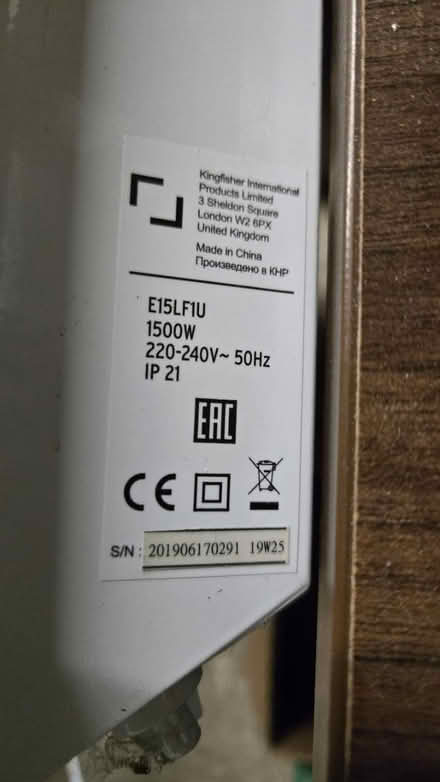 Kingfisher International
Products Limited
3 Sheldon Square
London W2 6PX
United Kingdom
Made in China
Произведено в КНР
E15LF1U
1500W
220-240V~ 50Hz
IP 21
EAC
CE
S/N : 201906170291 19W25